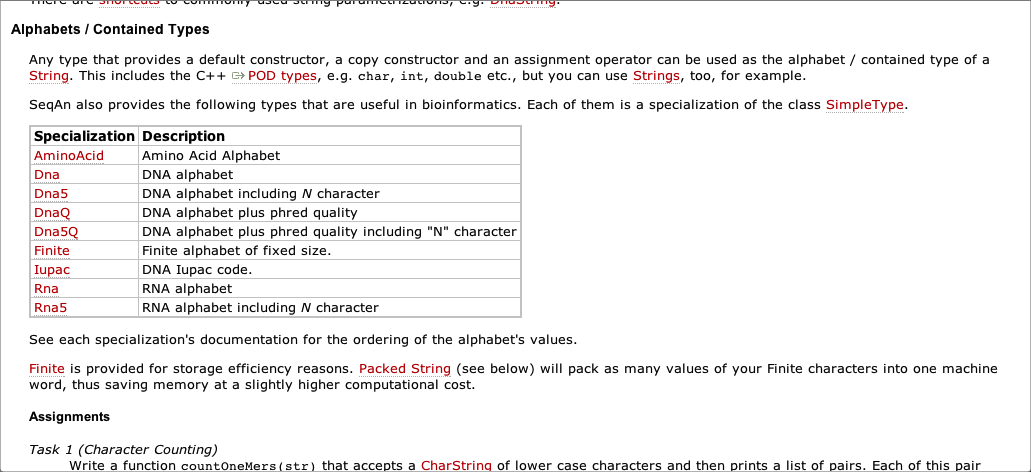 There are shortcuts to commonly used string parametrizations, e.g. DnaString.
Alphabets / Contained Types
Any type that provides a default constructor, a copy constructor and an assignment operator can be used as the alphabet / contained type of a
String. This includes the C++ POD types, e.g. char, int, double etc., but you can use Strings, too, for example.
SeqAn also provides the following types that are useful in bioinformatics. Each of them is a specialization of the class SimpleType.
Specialization Description
AminoAcid Amino Acid Alphabet
Dna DNA alphabet
Dna5 DNA alphabet including N character
DnaQ DNA alphabet plus phred quality
Dna5Q DNA alphabet plus phred quality including "N" character
Finite Finite alphabet of fixed size.
Iupac DNA Iupac code.
Rna RNA alphabet
Rna5 RNA alphabet including N character
See each specialization's documentation for the ordering of the alphabet's values.
Finite is provided for storage efficiency reasons. Packed String (see below) will pack as many values of your Finite characters into one machine
word, thus saving memory at a slightly higher computational cost.
Assignments
Task 1 (Character Counting)
Write a function countOneMers(str) that accepts a CharString of lower case characters and then prints a list of pairs. Each of this pair